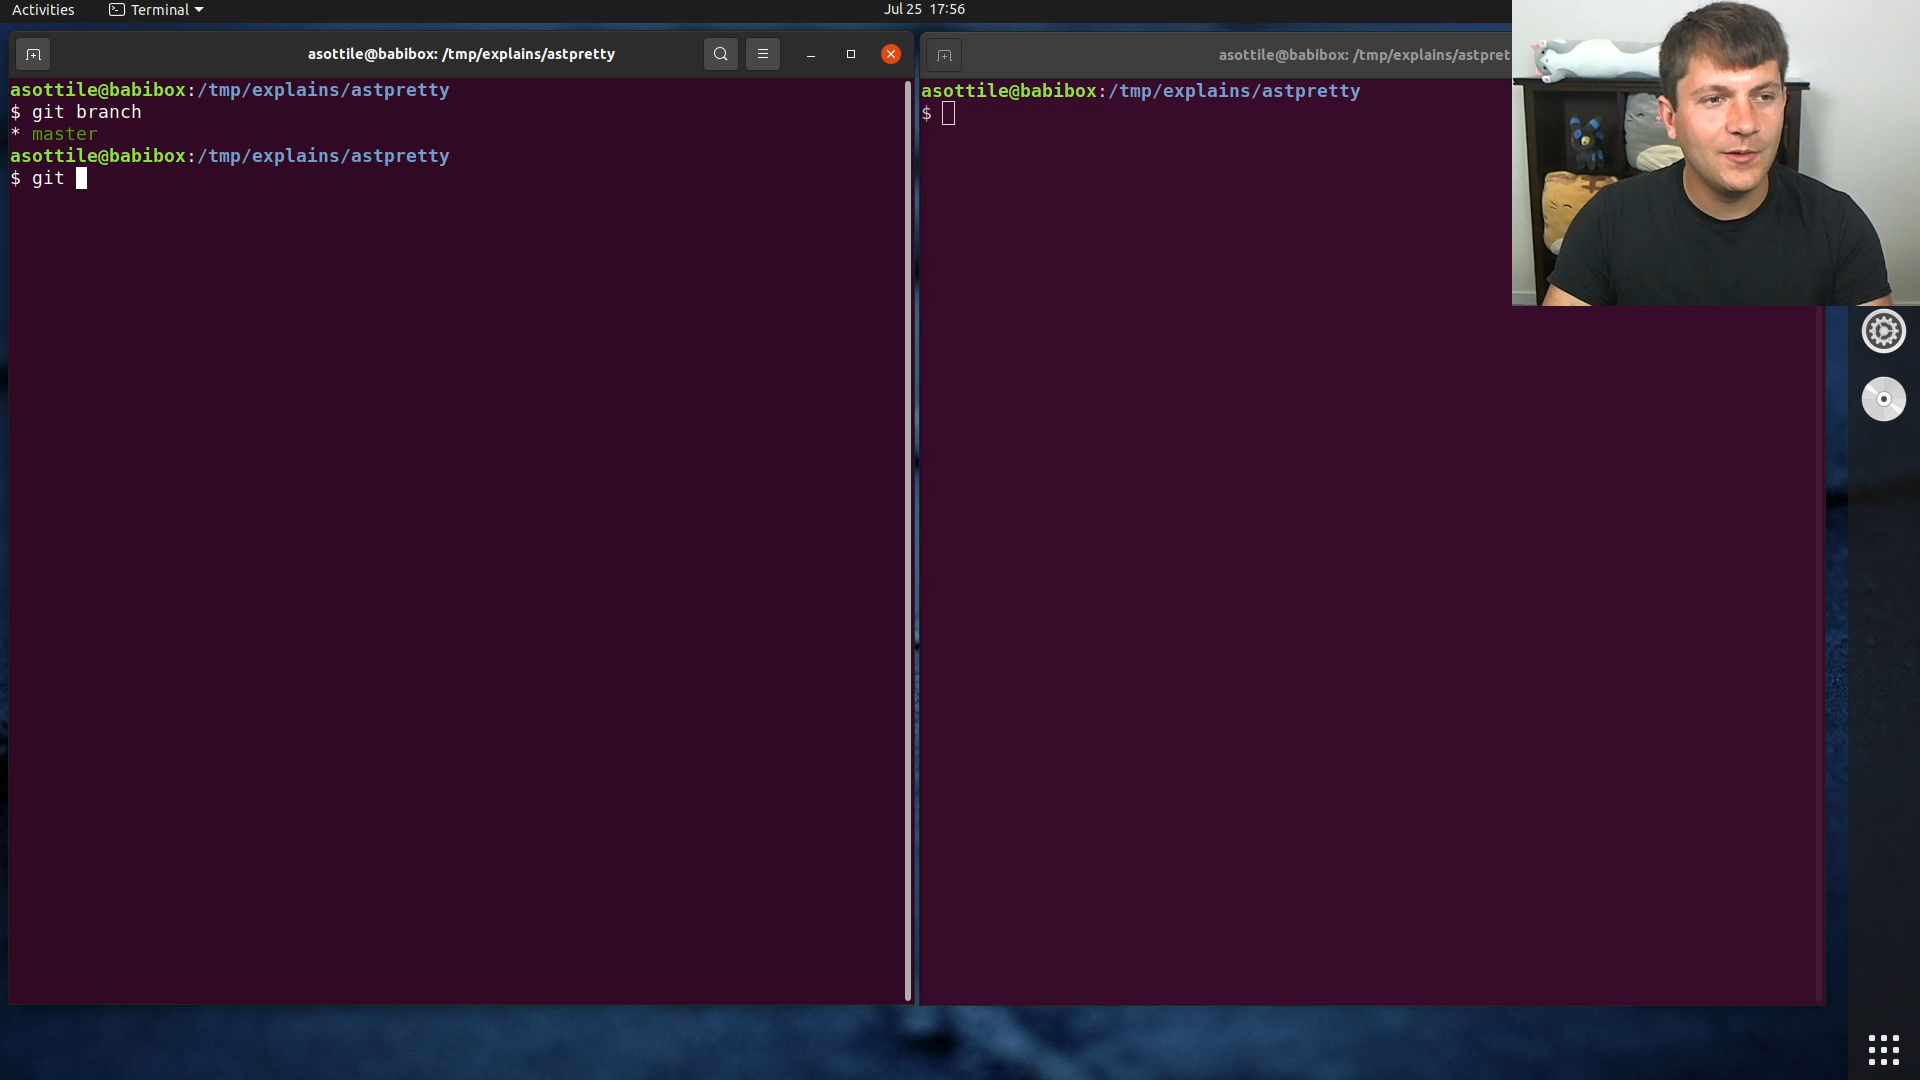 Activities Terminal Jul 25 17:56
asottile@babibox: /tmp/explains/astpretty
asottile@babibox:/tmp/explains/astpretty
$ git branch
* master
asottile@babibox:/tmp/explains/astpretty
$ git
asottile@babibox: /tmp/explains/astpret
asottile@babibox:/tmp/explains/astpretty
$